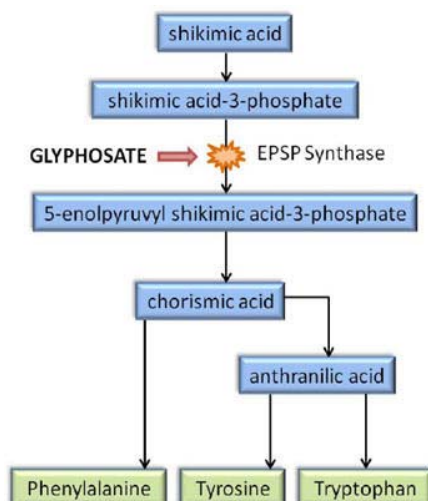 shikimic acid
shikimic acid-3-phosphate
GLYPHOSATE EPSP Synthase
5-enolpyruvyl shikimic acid-3-phosphate
chorismic acid
anthranilic acid
Phenylalanine Tyrosine Tryptophan